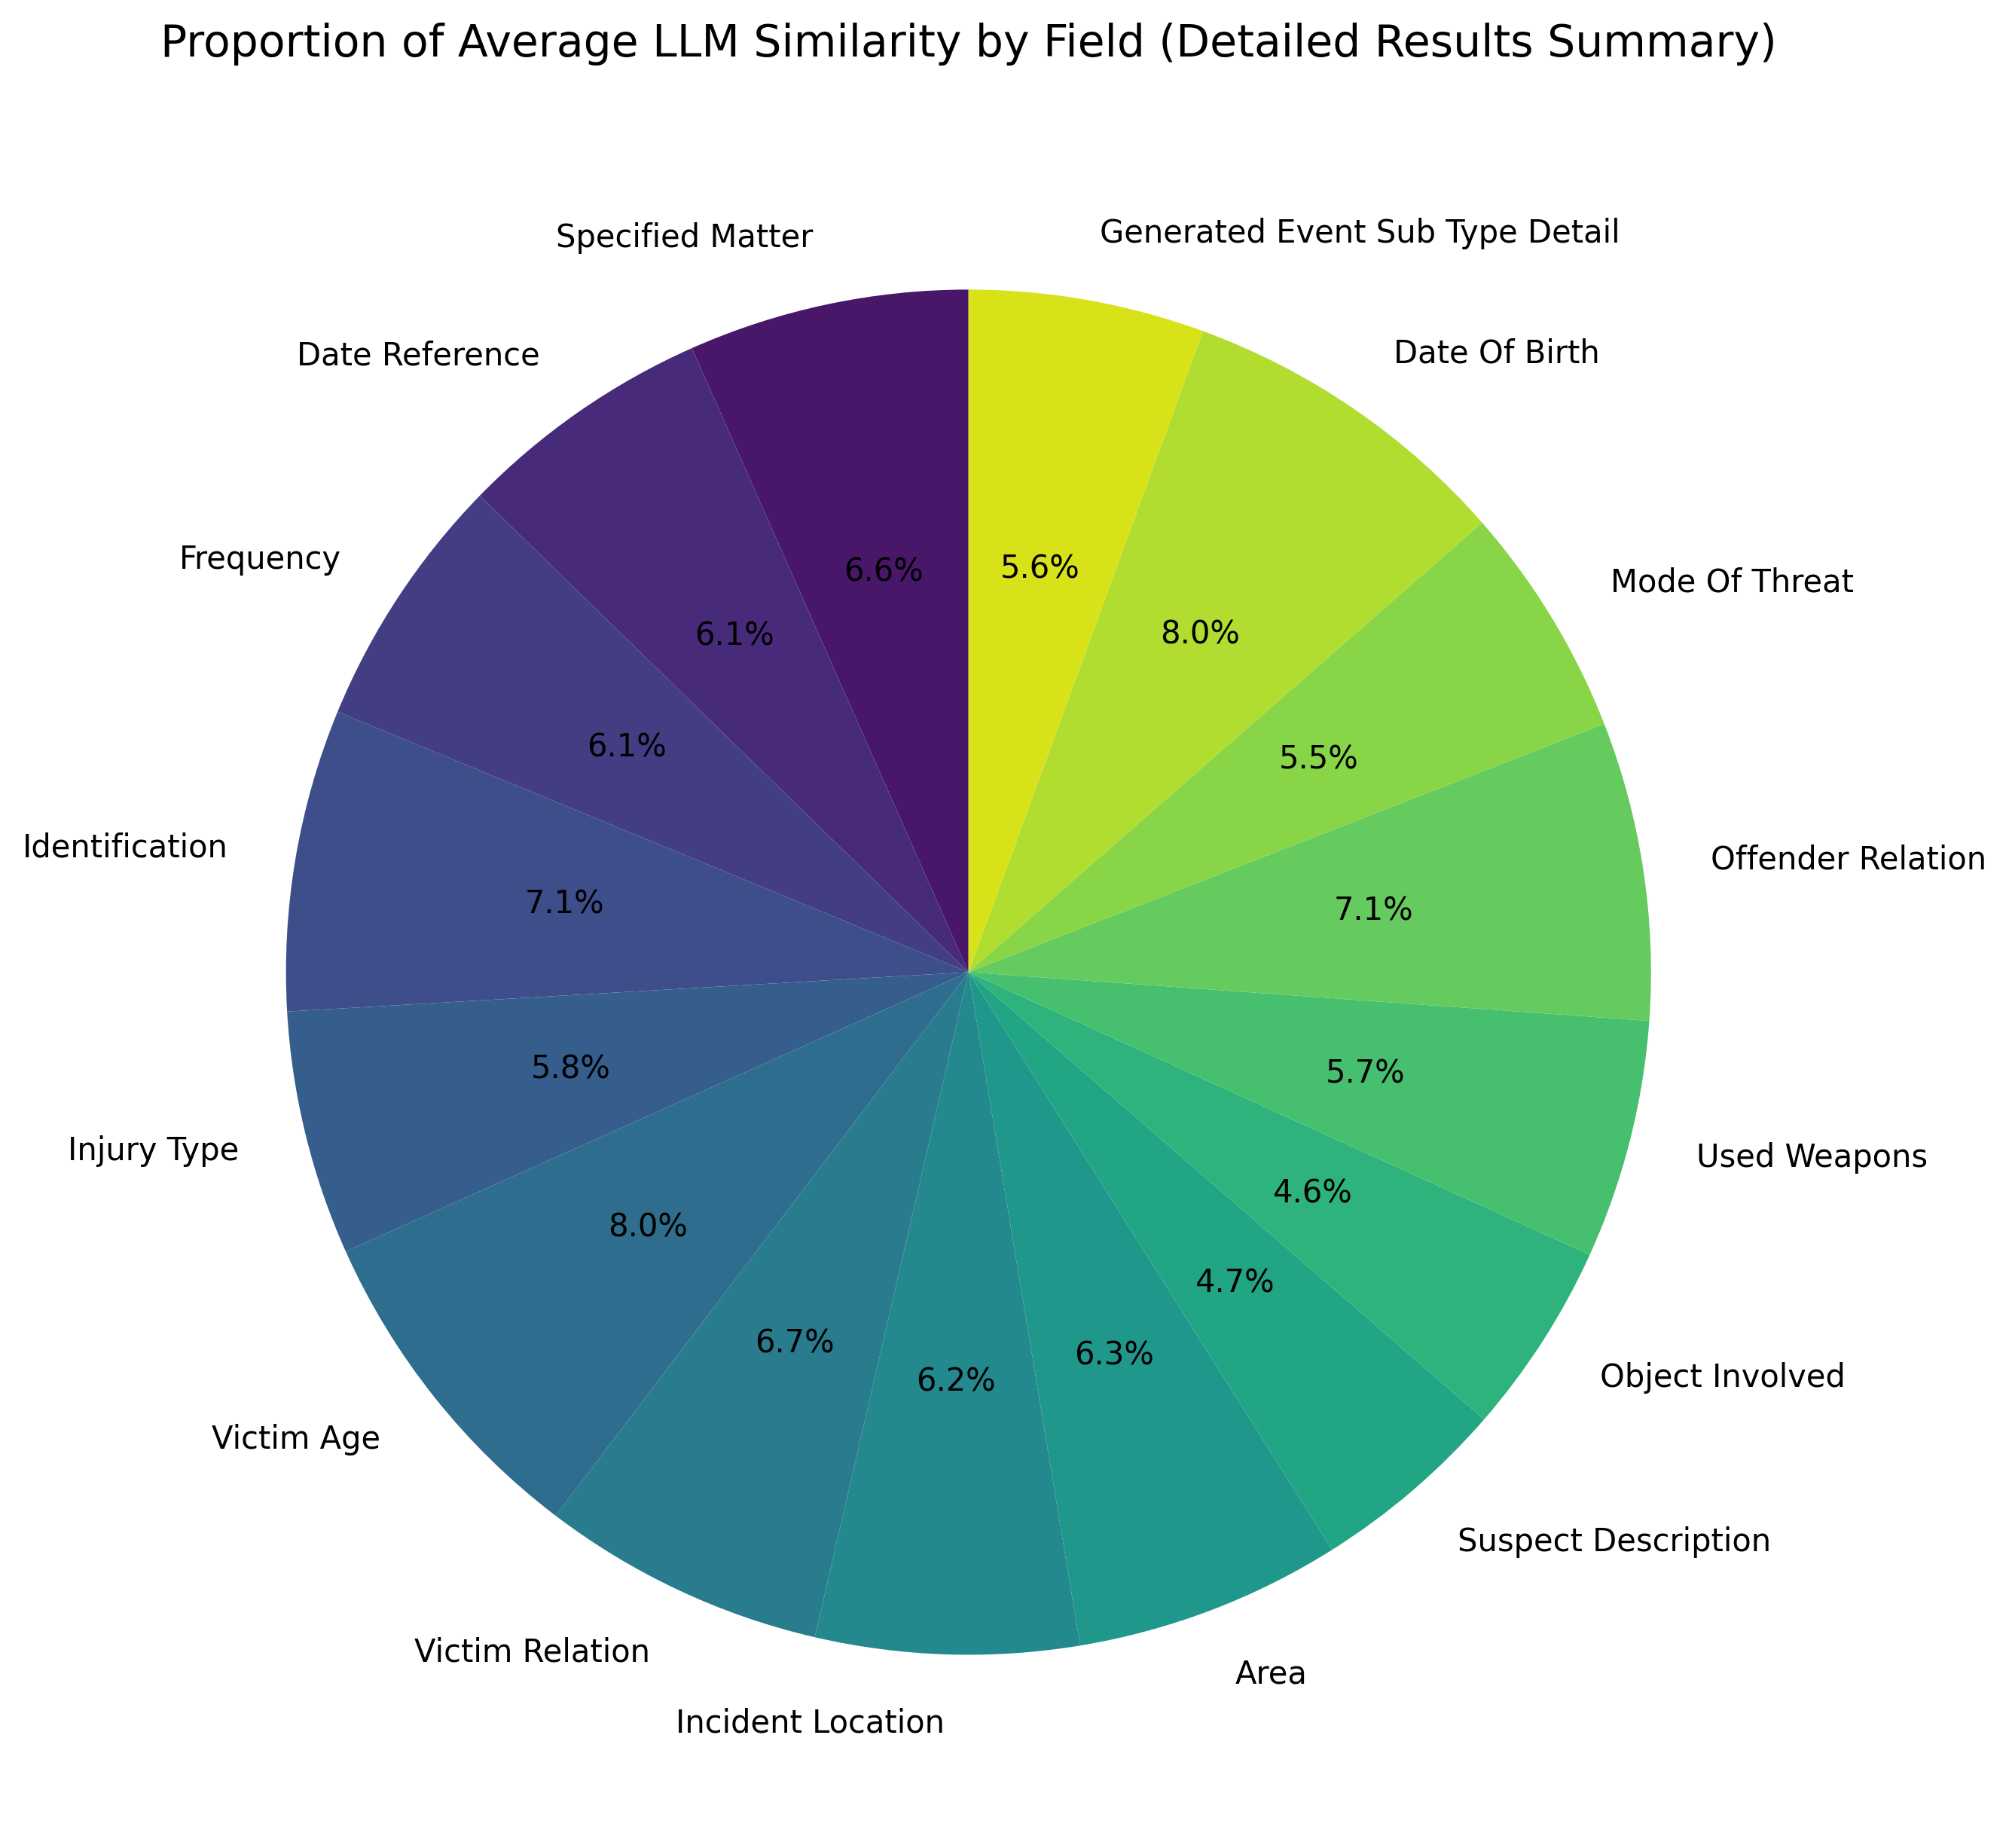 Proportion of Average LLM Similarity by Field (Detailed Results Summary)
Specified Matter
6.6%
Date Reference
6.1%
Frequency
6.1%
Identification
7.1%
Injury Type
5.8%
Victim Age
8.0%
Victim Relation
6.7%
Incident Location
6.2%
Area
6.3%
Suspect Description
4.7%
Object Involved
4.6%
Used Weapons
5.7%
Offender Relation
7.1%
Mode Of Threat
5.5%
Date Of Birth
8.0%
Generated Event Sub Type Detail
5.6%